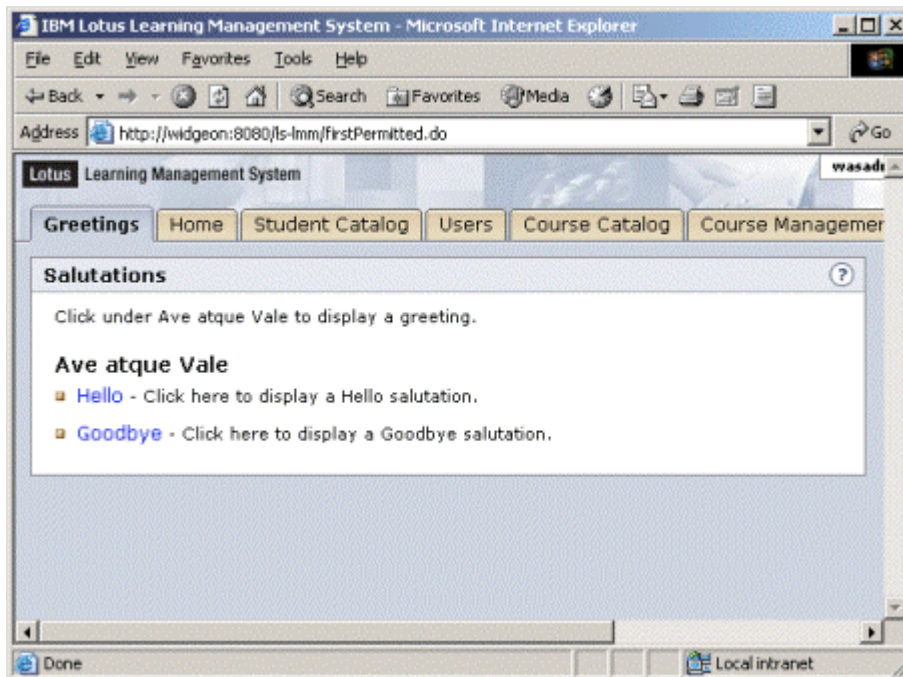 IBM Lotus Learning Management System - Microsoft Internet Explorer
File Edit View Favorites Tools Help
Back Search Favorites Media
Address http://widgeon:8080/ls-lmm/firstPermitted.do Go
Lotus Learning Management System
Greetings Home Student Catalog Users Course Catalog Course Managemen
Salutations ?
Click under Ave atque Vale to display a greeting.
Ave atque Vale
Hello - Click here to display a Hello salutation.
Goodbye - Click here to display a Goodbye salutation.
Done Local intranet